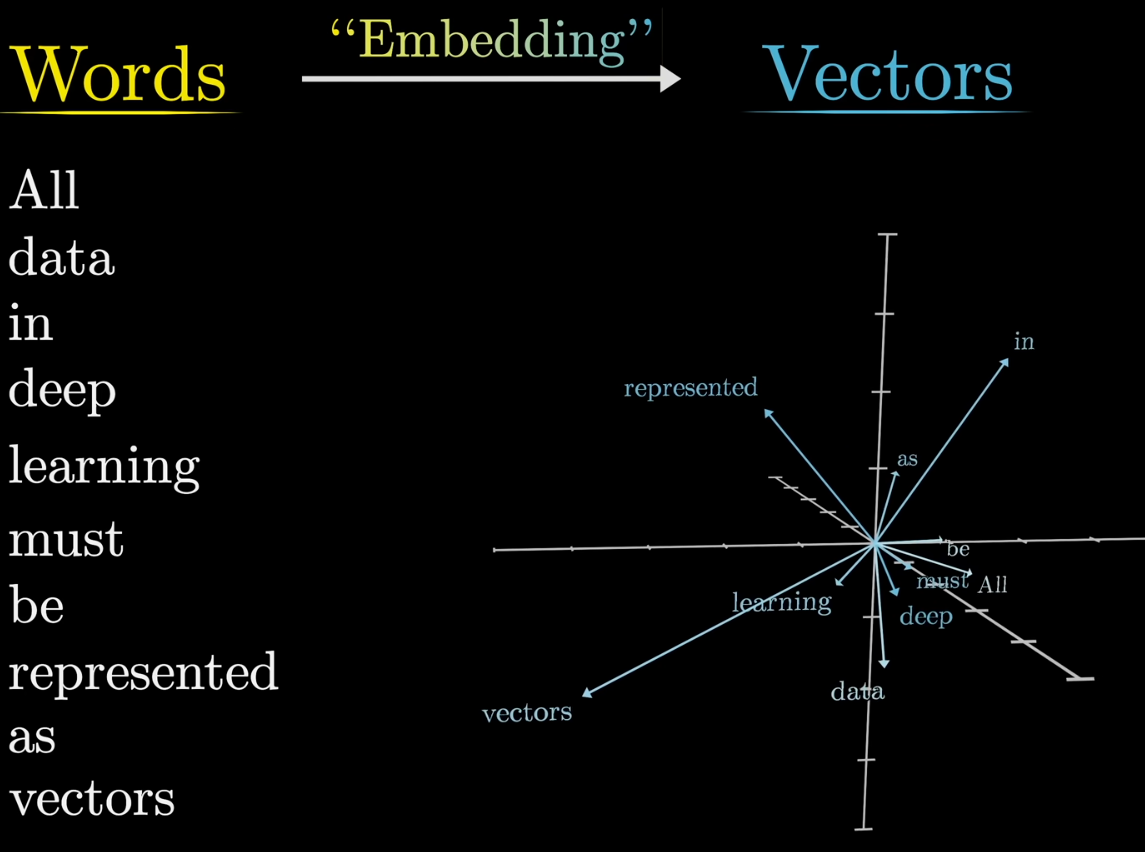 Words
“Embedding”
Vectors
All
data
in
deep
learning
must
be
represented
as
vectors
in
represented
as
be
must
All
learning
deep
data
vectors